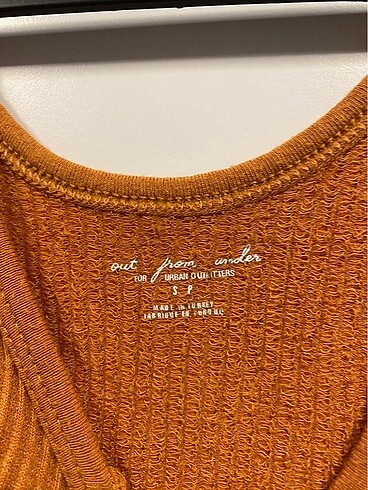 out from under
FOR URBAN OUTFITTERS
S P
MADE IN TURKEY